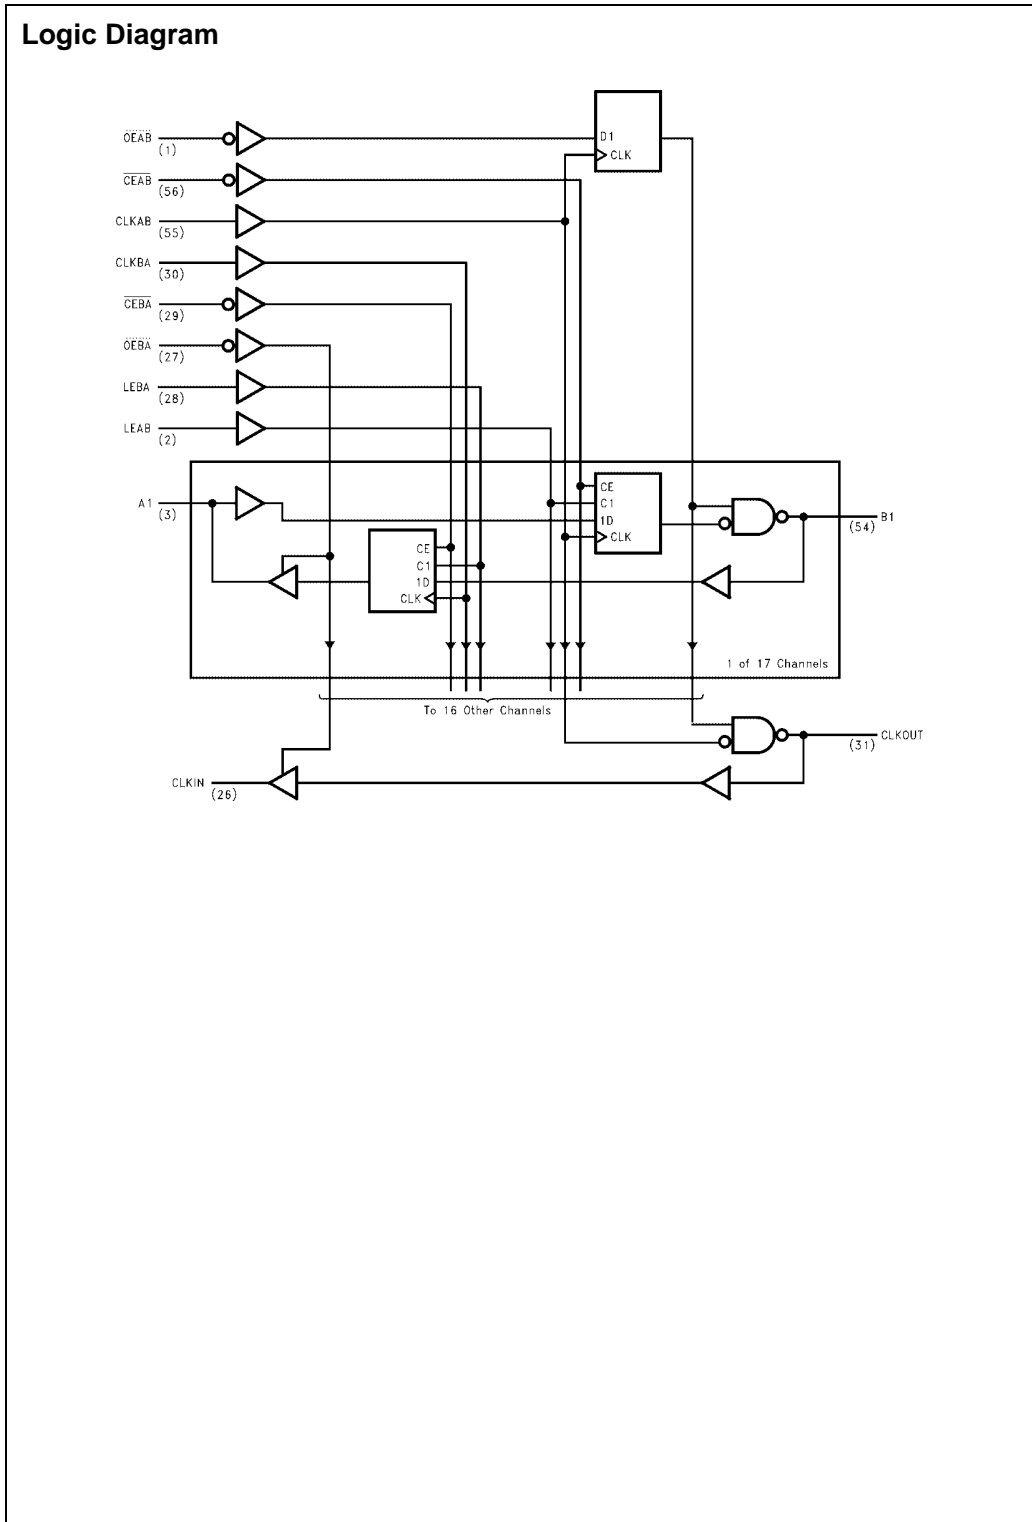 Logic Diagram
OEAB
(1)
CEAB
(56)
CLKAB
(55)
CLKBA
(30)
CEBA
(29)
OEBA
(27)
LEBA
(28)
LEAB
(2)
D1
CLK
A1
(3)
CE
C1
1D
CLK
CE
C1
1D
CLK
B1
(54)
1 of 17 Channels
To 16 Other Channels
CLKOUT
(31)
CLKIN
(26)